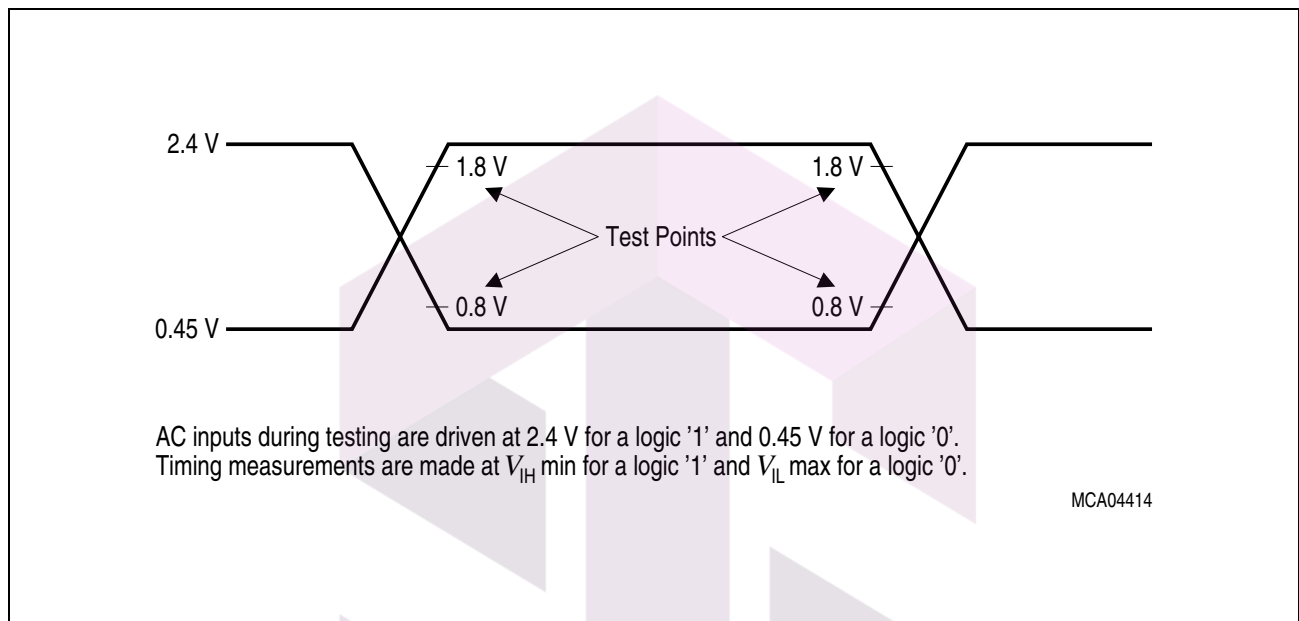 2.4 V
1.8 V
1.8 V
Test Points
0.8 V
0.8 V
0.45 V
AC inputs during testing are driven at 2.4 V for a logic ’1’ and 0.45 V for a logic ’0’.
Timing measurements are made at VIH min for a logic ’1’ and VIL max for a logic ’0’.
MCA04414